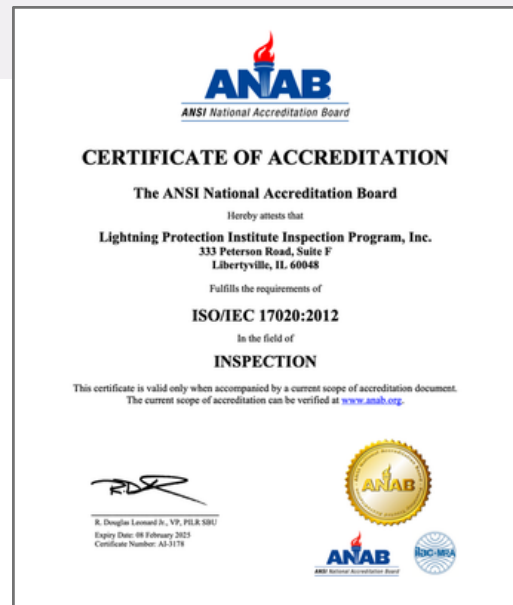 ANAB
ANSI National Accreditation Board
CERTIFICATE OF ACCREDITATION
The ANSI National Accreditation Board
Hereby attests that
Lightning Protection Institute Inspection Program, Inc.
333 Peterson Road, Suite F
Libertyville, IL 60048
Fulfills the requirements of
ISO/IEC 17020:2012
In the field of
INSPECTION
This certificate is valid only when accompanied by a current scope of accreditation document.
The current scope of accreditation can be verified at www.anab.org.
R. Douglas Leonard Jr., VP, PILR SBU
Expiry Date: 08 February 2025
Certificate Number: AI-3178
ANAB
ANAB
ANSI National Accreditation Board
ilac-MRA